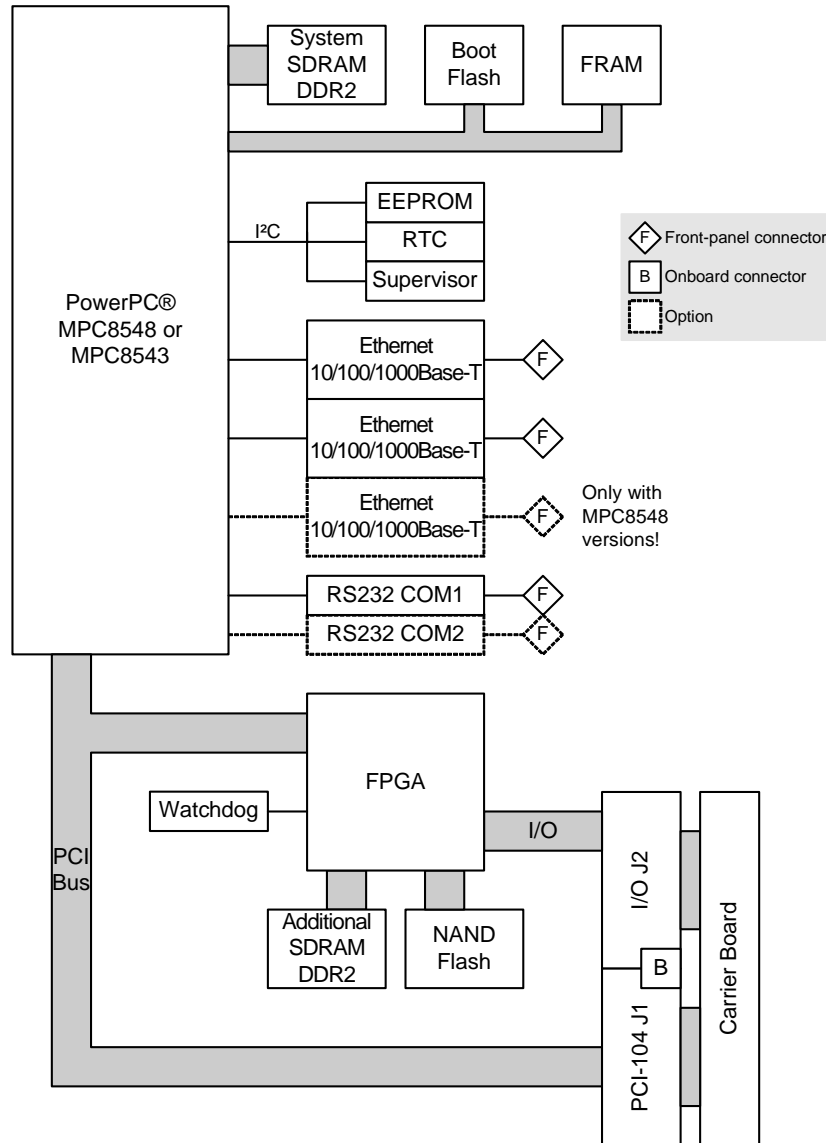 System
SDRAM
DDR2
Boot
Flash
FRAM
EEPROM
I²C
RTC
Supervisor
F Front-panel connector
B Onboard connector
Option
PowerPC®
MPC8548 or
MPC8543
Ethernet
10/100/1000Base-T
F
Ethernet
10/100/1000Base-T
F
Ethernet
10/100/1000Base-T
F
Only with
MPC8548
versions!
RS232 COM1
F
RS232 COM2
F
FPGA
Watchdog
I/O
PCI
Bus
Additional
SDRAM
DDR2
NAND
Flash
I/O J2
B
PCI-104 J1
Carrier Board